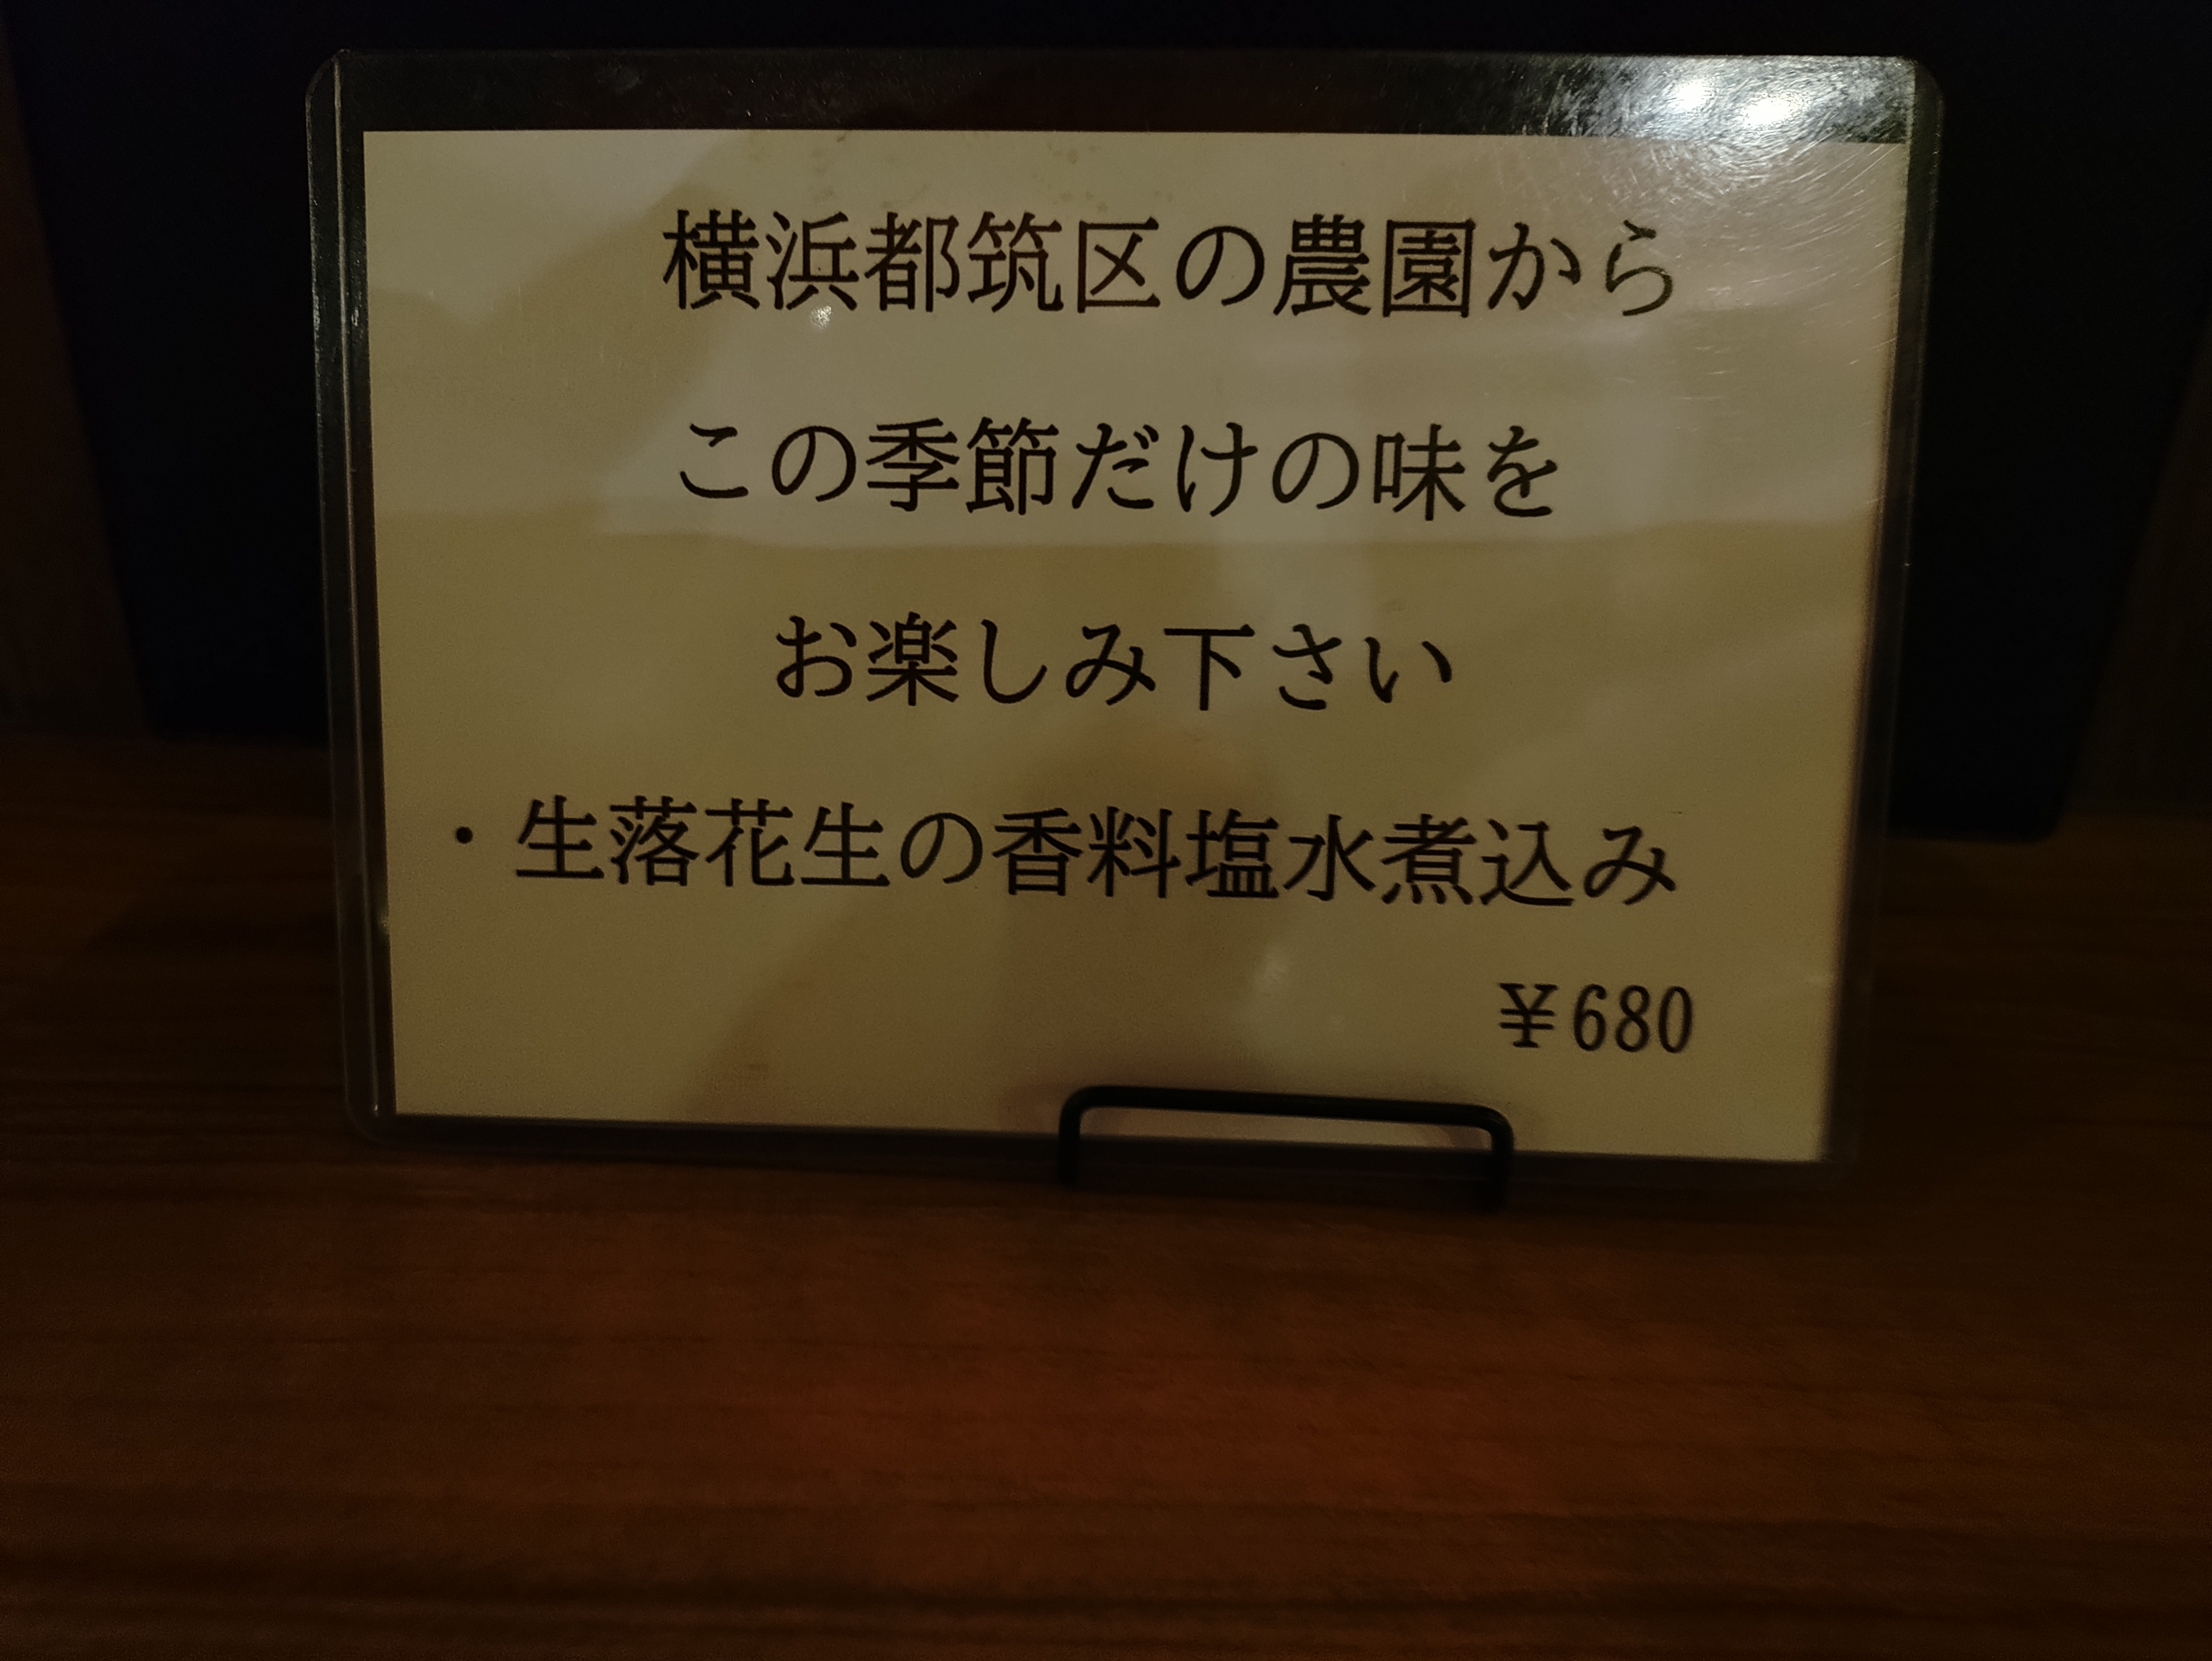 横浜都筑区の農園から
この季節だけの味を
お楽しみ下さい
・生落花生の香料塩水煮込み
￥680